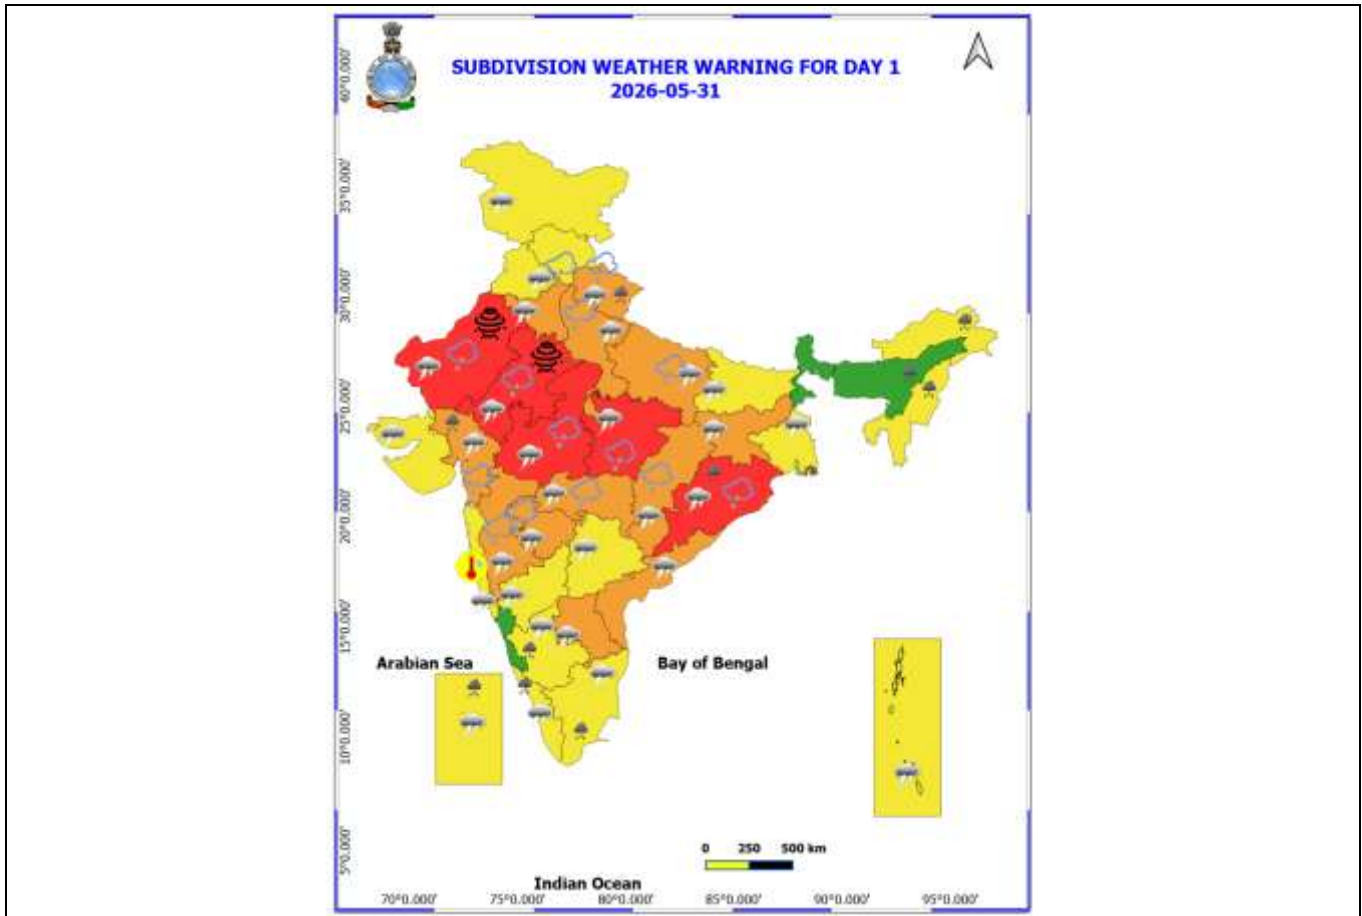 SUBDIVISION WEATHER WARNING FOR DAY 1
2026-05-31
40°0.000'
35°0.000'
30°0.000'
25°0.000'
20°0.000'
15°0.000'
Arabian Sea
Bay of Bengal
10°0.000'
5°0.000'
0 250 500 km
Indian Ocean
70°0.000' 75°0.000' 80°0.000' 85°0.000' 90°0.000' 95°0.000'